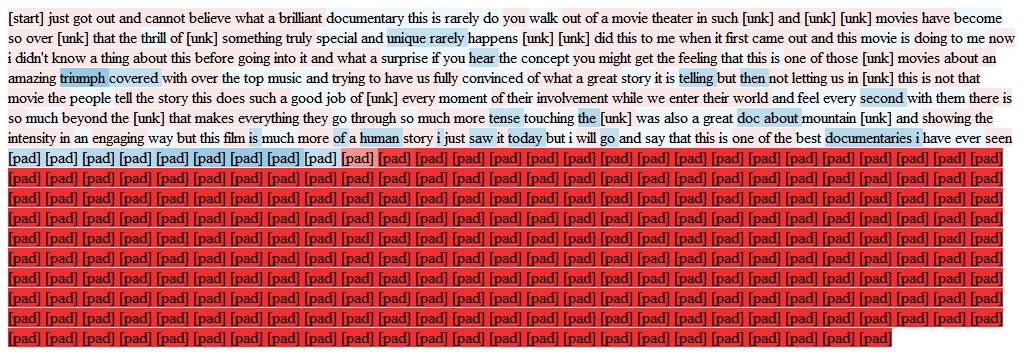 [start] just got out and cannot believe what a brilliant documentary this is rarely do you walk out of a movie theater in such [unk] and [unk] [unk] movies have become
so over [unk] that the thrill of [unk] something truly special and unique rarely happens [unk] [unk] did this to me when it first came out and this movie is doing to me now
i didn't know a thing about this before going into it and what a surprise if you hear the concept you might get the feeling that this is one of those [unk] movies about an
amazing triumph covered with over the top music and trying to have us fully convinced of what a great story it is telling but then not letting us in [unk] this is not that
movie the people tell the story this does such a good job of [unk] every moment of their involvement while we enter their world and feel every second with them there is
so much beyond the [unk] that makes everything they go through so much more tense touching the [unk] was also a great doc about mountain [unk] and showing the
intensity in an engaging way but this film is much more of a human story i just saw it today but i will go and say that this is one of the best documentaries i have ever seen
[pad] [pad] [pad] [pad] [pad] [pad] [pad] [pad] [pad] [pad] [pad] [pad] [pad] [pad] [pad] [pad] [pad] [pad] [pad] [pad] [pad] [pad] [pad] [pad] [pad] [pad] [pad]
[pad] [pad] [pad] [pad] [pad] [pad] [pad] [pad] [pad] [pad] [pad] [pad] [pad] [pad] [pad] [pad] [pad] [pad] [pad] [pad] [pad] [pad] [pad] [pad] [pad] [pad] [pad]
[pad] [pad] [pad] [pad] [pad] [pad] [pad] [pad] [pad] [pad] [pad] [pad] [pad] [pad] [pad] [pad] [pad] [pad] [pad] [pad] [pad] [pad] [pad] [pad] [pad] [pad] [pad]
[pad] [pad] [pad] [pad] [pad] [pad] [pad] [pad] [pad] [pad] [pad] [pad] [pad] [pad] [pad] [pad] [pad] [pad] [pad] [pad] [pad] [pad] [pad] [pad] [pad] [pad] [pad]
[pad] [pad] [pad] [pad] [pad] [pad] [pad] [pad] [pad] [pad] [pad] [pad] [pad] [pad] [pad] [pad] [pad] [pad] [pad] [pad] [pad] [pad] [pad] [pad] [pad] [pad] [pad]
[pad] [pad] [pad] [pad] [pad] [pad] [pad] [pad] [pad] [pad] [pad] [pad] [pad] [pad] [pad] [pad] [pad] [pad] [pad] [pad] [pad] [pad] [pad] [pad] [pad] [pad] [pad]
[pad] [pad] [pad] [pad] [pad] [pad] [pad] [pad] [pad] [pad] [pad] [pad] [pad] [pad] [pad] [pad] [pad] [pad] [pad] [pad] [pad] [pad] [pad] [pad] [pad] [pad] [pad]
[pad] [pad] [pad] [pad] [pad] [pad] [pad] [pad] [pad] [pad] [pad] [pad] [pad] [pad] [pad] [pad] [pad] [pad] [pad] [pad] [pad] [pad] [pad] [pad] [pad] [pad] [pad]
[pad] [pad] [pad] [pad] [pad] [pad] [pad] [pad] [pad] [pad] [pad] [pad] [pad] [pad] [pad] [pad] [pad] [pad] [pad] [pad] [pad] [pad] [pad] [pad] [pad] [pad] [pad]
[pad] [pad] [pad] [pad] [pad] [pad] [pad] [pad] [pad] [pad] [pad] [pad] [pad] [pad] [pad] [pad] [pad] [pad] [pad] [pad] [pad] [pad] [pad] [pad]